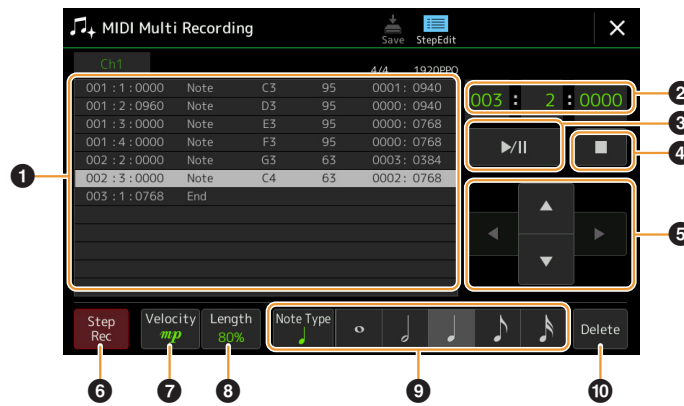 MIDI Multi Recording
Save
StepEdit
Ch1
4/4 1920PPQ
001 : 1 : 0000 Note C3 95 0001 : 0940
001 : 2 : 0960 Note D3 95 0000 : 0940
001 : 3 : 0000 Note E3 95 0000 : 0768
001 : 4 : 0000 Note F3 95 0000 : 0768
002 : 2 : 0000 Note G3 63 0003 : 0384
002 : 3 : 0000 Note C4 63 0002 : 0768
003 : 1 : 0768 End
003 : 2 : 0000
1
2
3
4
5
Step Rec
Velocity
mp
Length
80%
Note Type
Delete
6
7
8
9
10